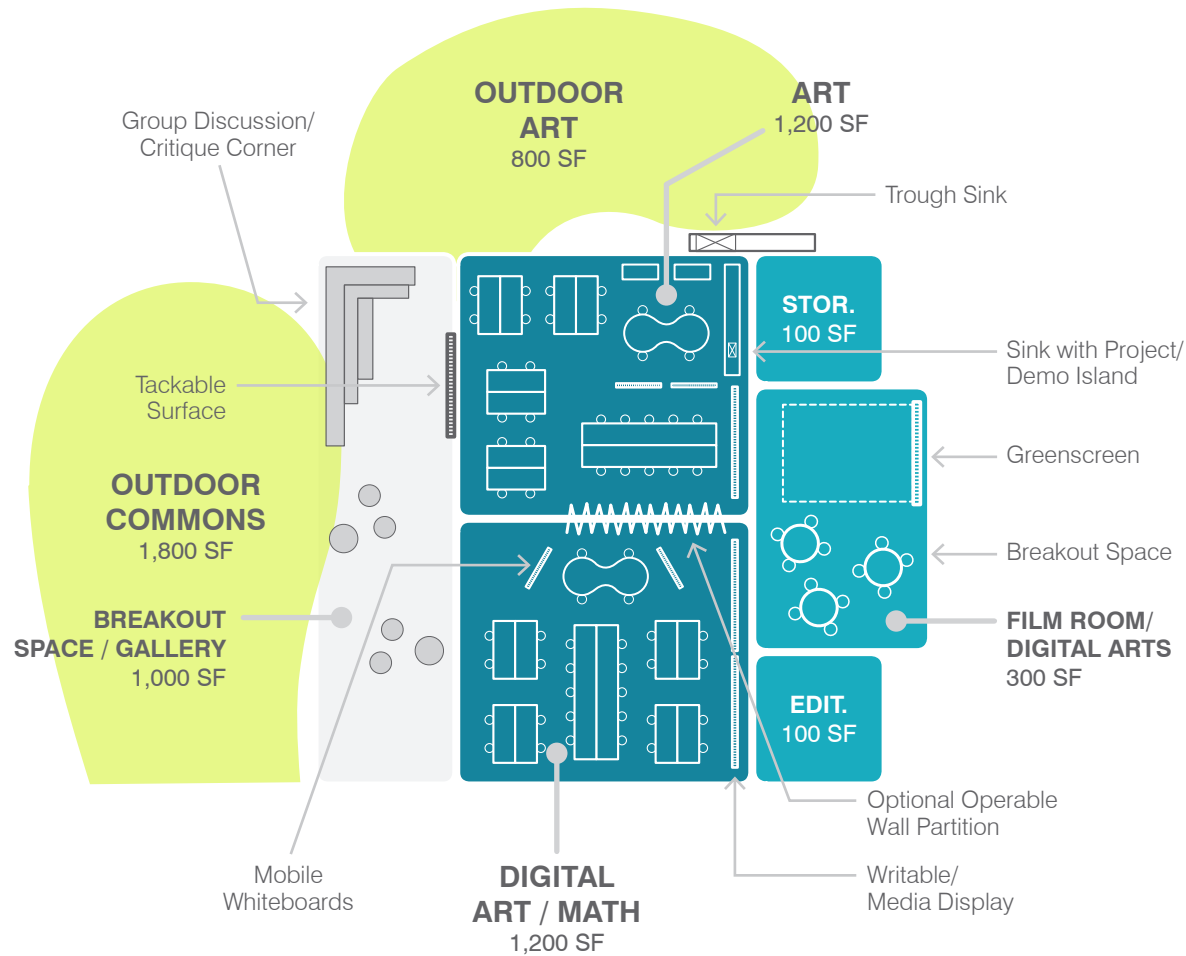 OUTDOOR
ART
800 SF
ART
1,200 SF
Group Discussion/
Critique Corner
Trough Sink
STOR.
100 SF
Sink with Project/
Demo Island
Tackable
Surface
Greenscreen
OUTDOOR
COMMONS
1,800 SF
Breakout Space
BREAKOUT
SPACE / GALLERY
1,000 SF
FILM ROOM/
DIGITAL ARTS
300 SF
EDIT.
100 SF
Optional Operable
Wall Partition
Mobile
Whiteboards
DIGITAL
ART / MATH
1,200 SF
Writable/
Media Display